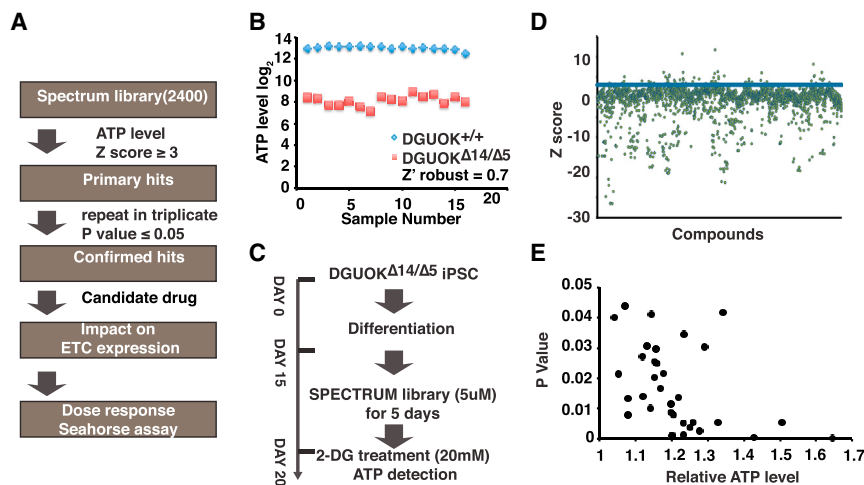 A
Spectrum library(2400)
ATP level
Z score ≥ 3
Primary hits
repeat in triplicate
P value ≤ 0.05
Confirmed hits
Candidate drug
Impact on
ETC expression
Dose response
Seahorse assay
B
ATP level log2
14
12
10
8
6
4
2
0
0
5
10
15
20
Sample Number
DGUOK+/+
DGUOKΔ14/Δ5
Z' robust = 0.7
C
DAY 0
DAY 15
DAY 20
DGUOKΔ14/Δ5 iPSC
Differentiation
SPECTRUM library (5uM)
for 5 days
2-DG treatment (20mM)
ATP detection
D
Z score
10
0
-10
-20
-30
Compounds
E
P Value
0.05
0.04
0.03
0.02
0.01
0
1
1.1
1.2
1.3
1.4
1.5
1.6
1.7
Relative ATP level